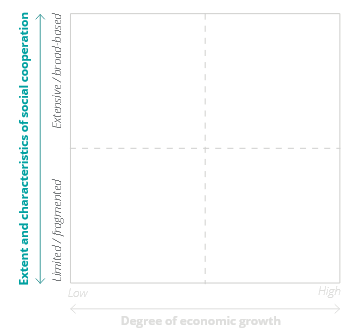 Extent and characteristics of social cooperation
Extensive / broad-based
Limited / fragmented
Low
High
Degree of economic growth